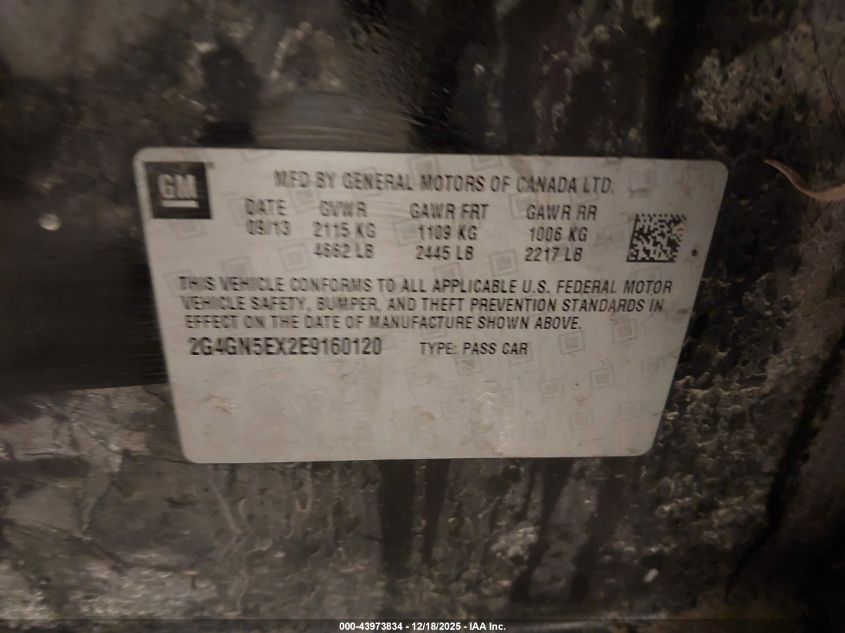 GM
MFD BY GENERAL MOTORS OF CANADA LTD.
DATE GVWR GAWR FRT GAWR RR
09/13 2115 KG 1109 KG 1006 KG
4662 LB 2445 LB 2217 LB
THIS VEHICLE CONFORMS TO ALL APPLICABLE U.S. FEDERAL MOTOR
VEHICLE SAFETY, BUMPER, AND THEFT PREVENTION STANDARDS IN
EFFECT ON THE DATE OF MANUFACTURE SHOWN ABOVE.
2G4GN5EX2E9160120 TYPE: PASS CAR
000-43973834 - 12/18/2025 - IAA Inc.